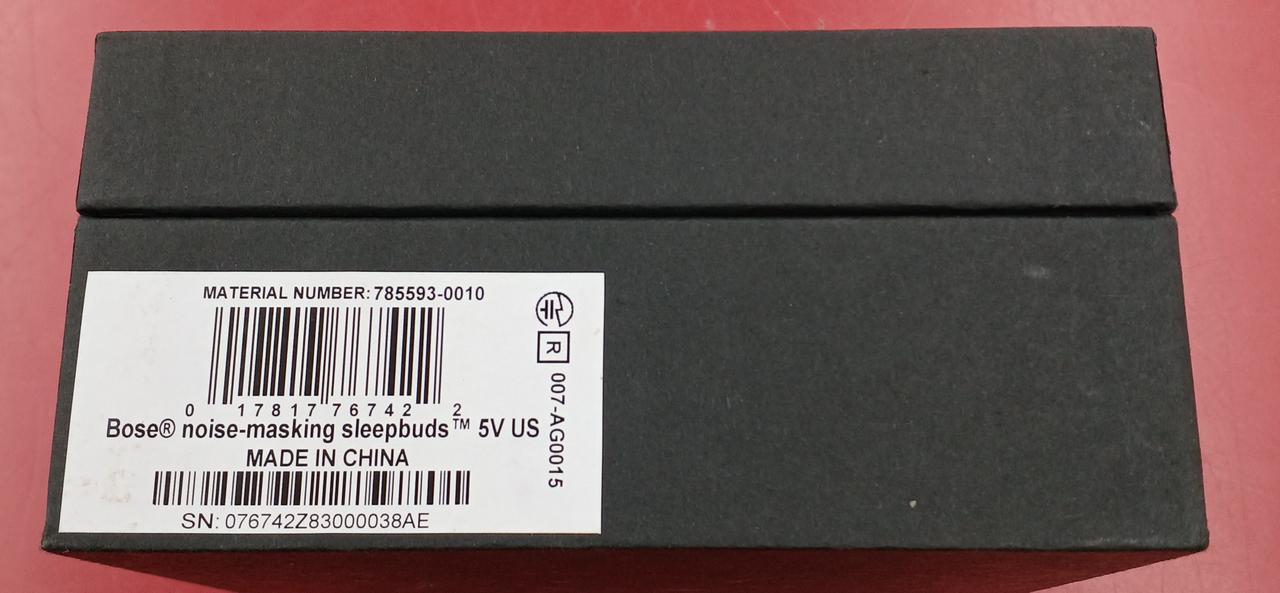 MATERIAL NUMBER: 785593-0010
0 17817 76742 2
Bose® noise-masking sleepbuds™ 5V US
MADE IN CHINA
SN: 076742Z83000038AE
R 007-AG0015